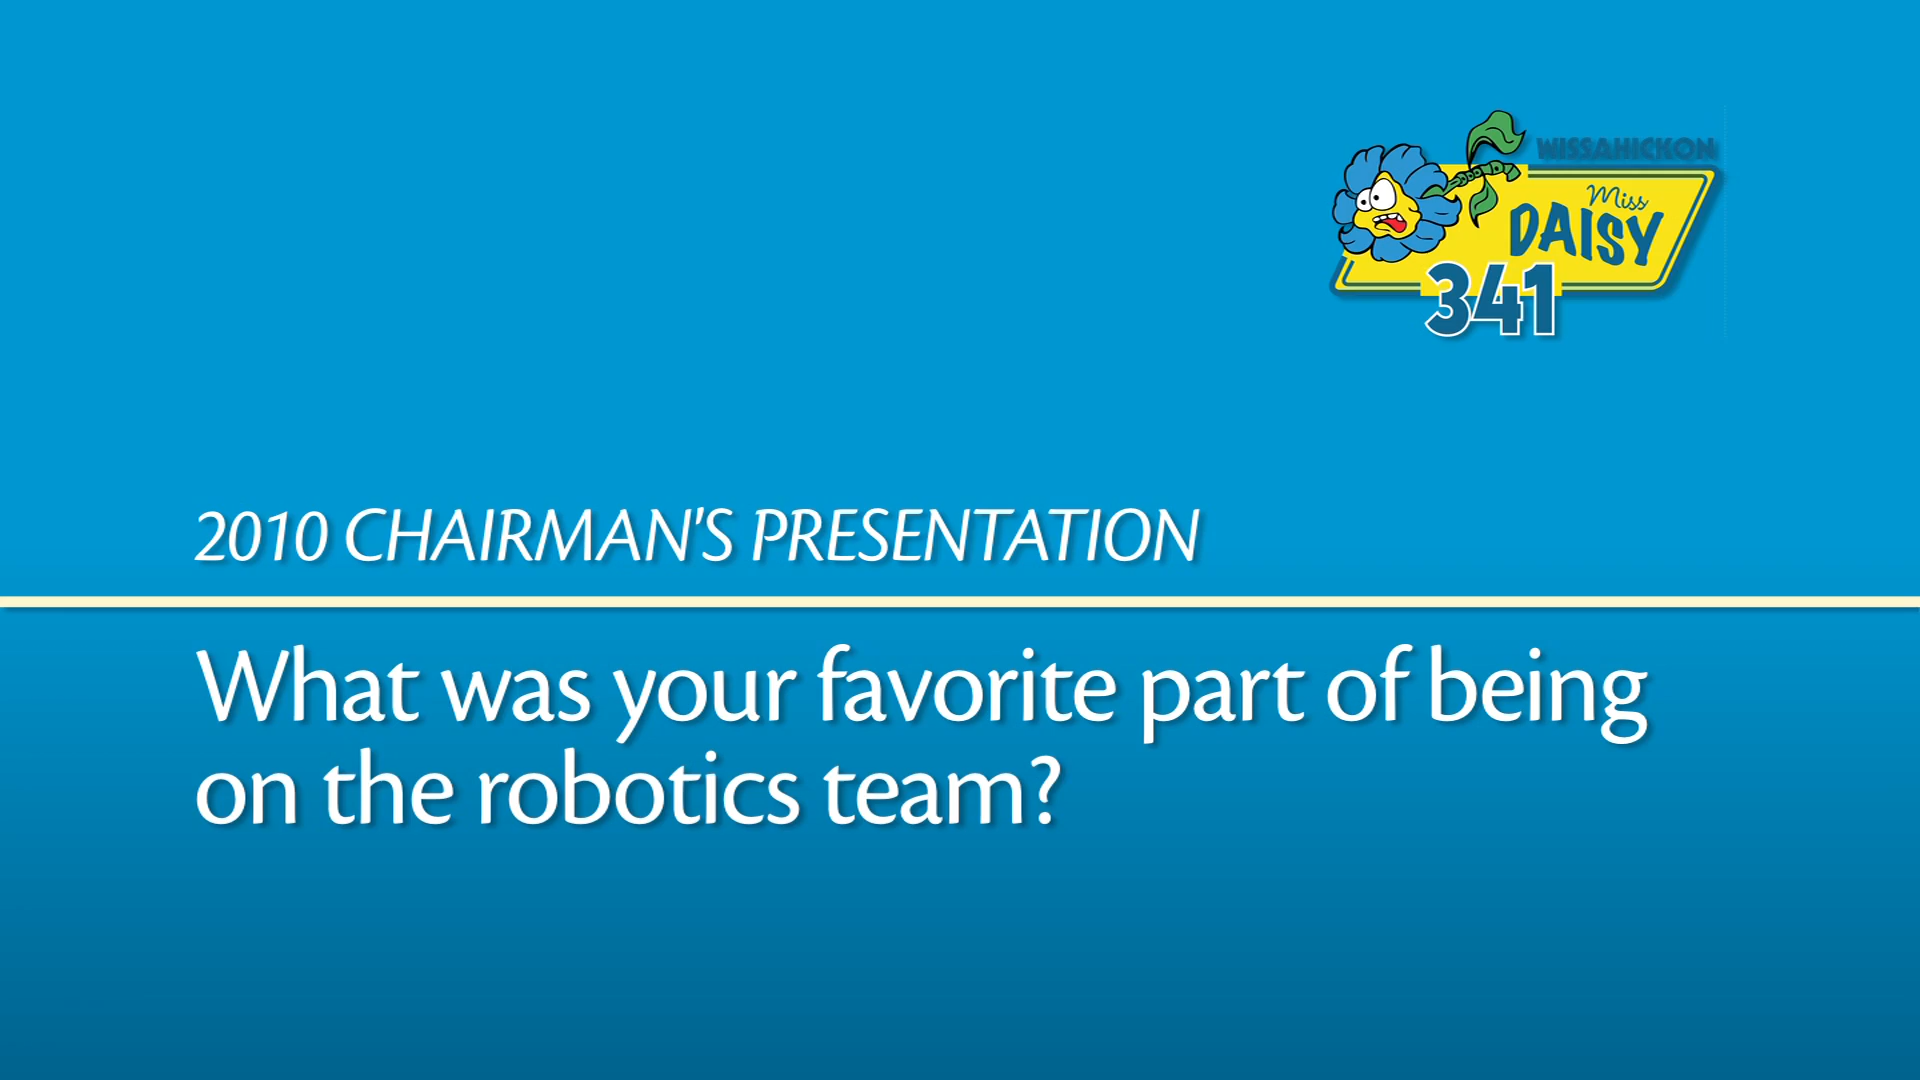 WISSAHICKON
Miss
DAISY
341
2010 CHAIRMAN'S PRESENTATION
What was your favorite part of being
on the robotics team?